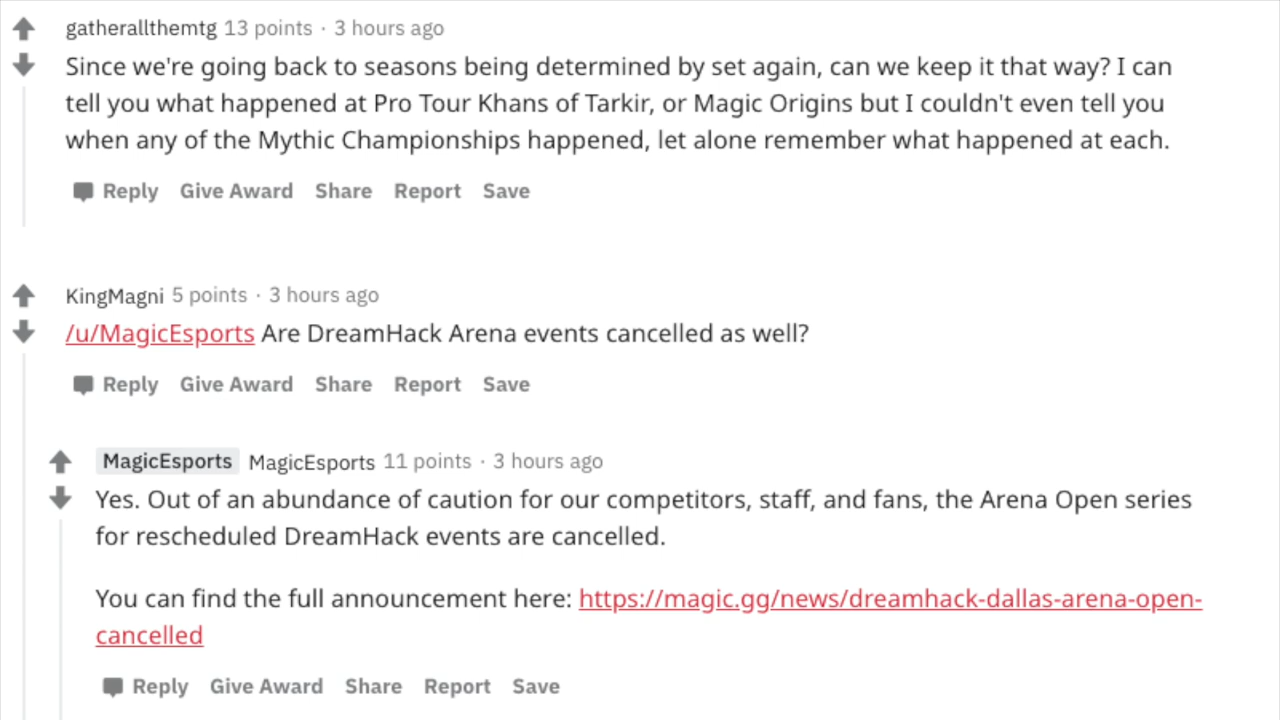 gatherallthemtg 13 points · 3 hours ago
Since we're going back to seasons being determined by set again, can we keep it that way? I can
tell you what happened at Pro Tour Khans of Tarkir, or Magic Origins but I couldn't even tell you
when any of the Mythic Championships happened, let alone remember what happened at each.
Reply Give Award Share Report Save
KingMagni 5 points · 3 hours ago
/u/MagicEsports Are DreamHack Arena events cancelled as well?
Reply Give Award Share Report Save
MagicEsports MagicEsports 11 points · 3 hours ago
Yes. Out of an abundance of caution for our competitors, staff, and fans, the Arena Open series
for rescheduled DreamHack events are cancelled.
You can find the full announcement here: https://magic.gg/news/dreamhack-dallas-arena-open-
cancelled
Reply Give Award Share Report Save